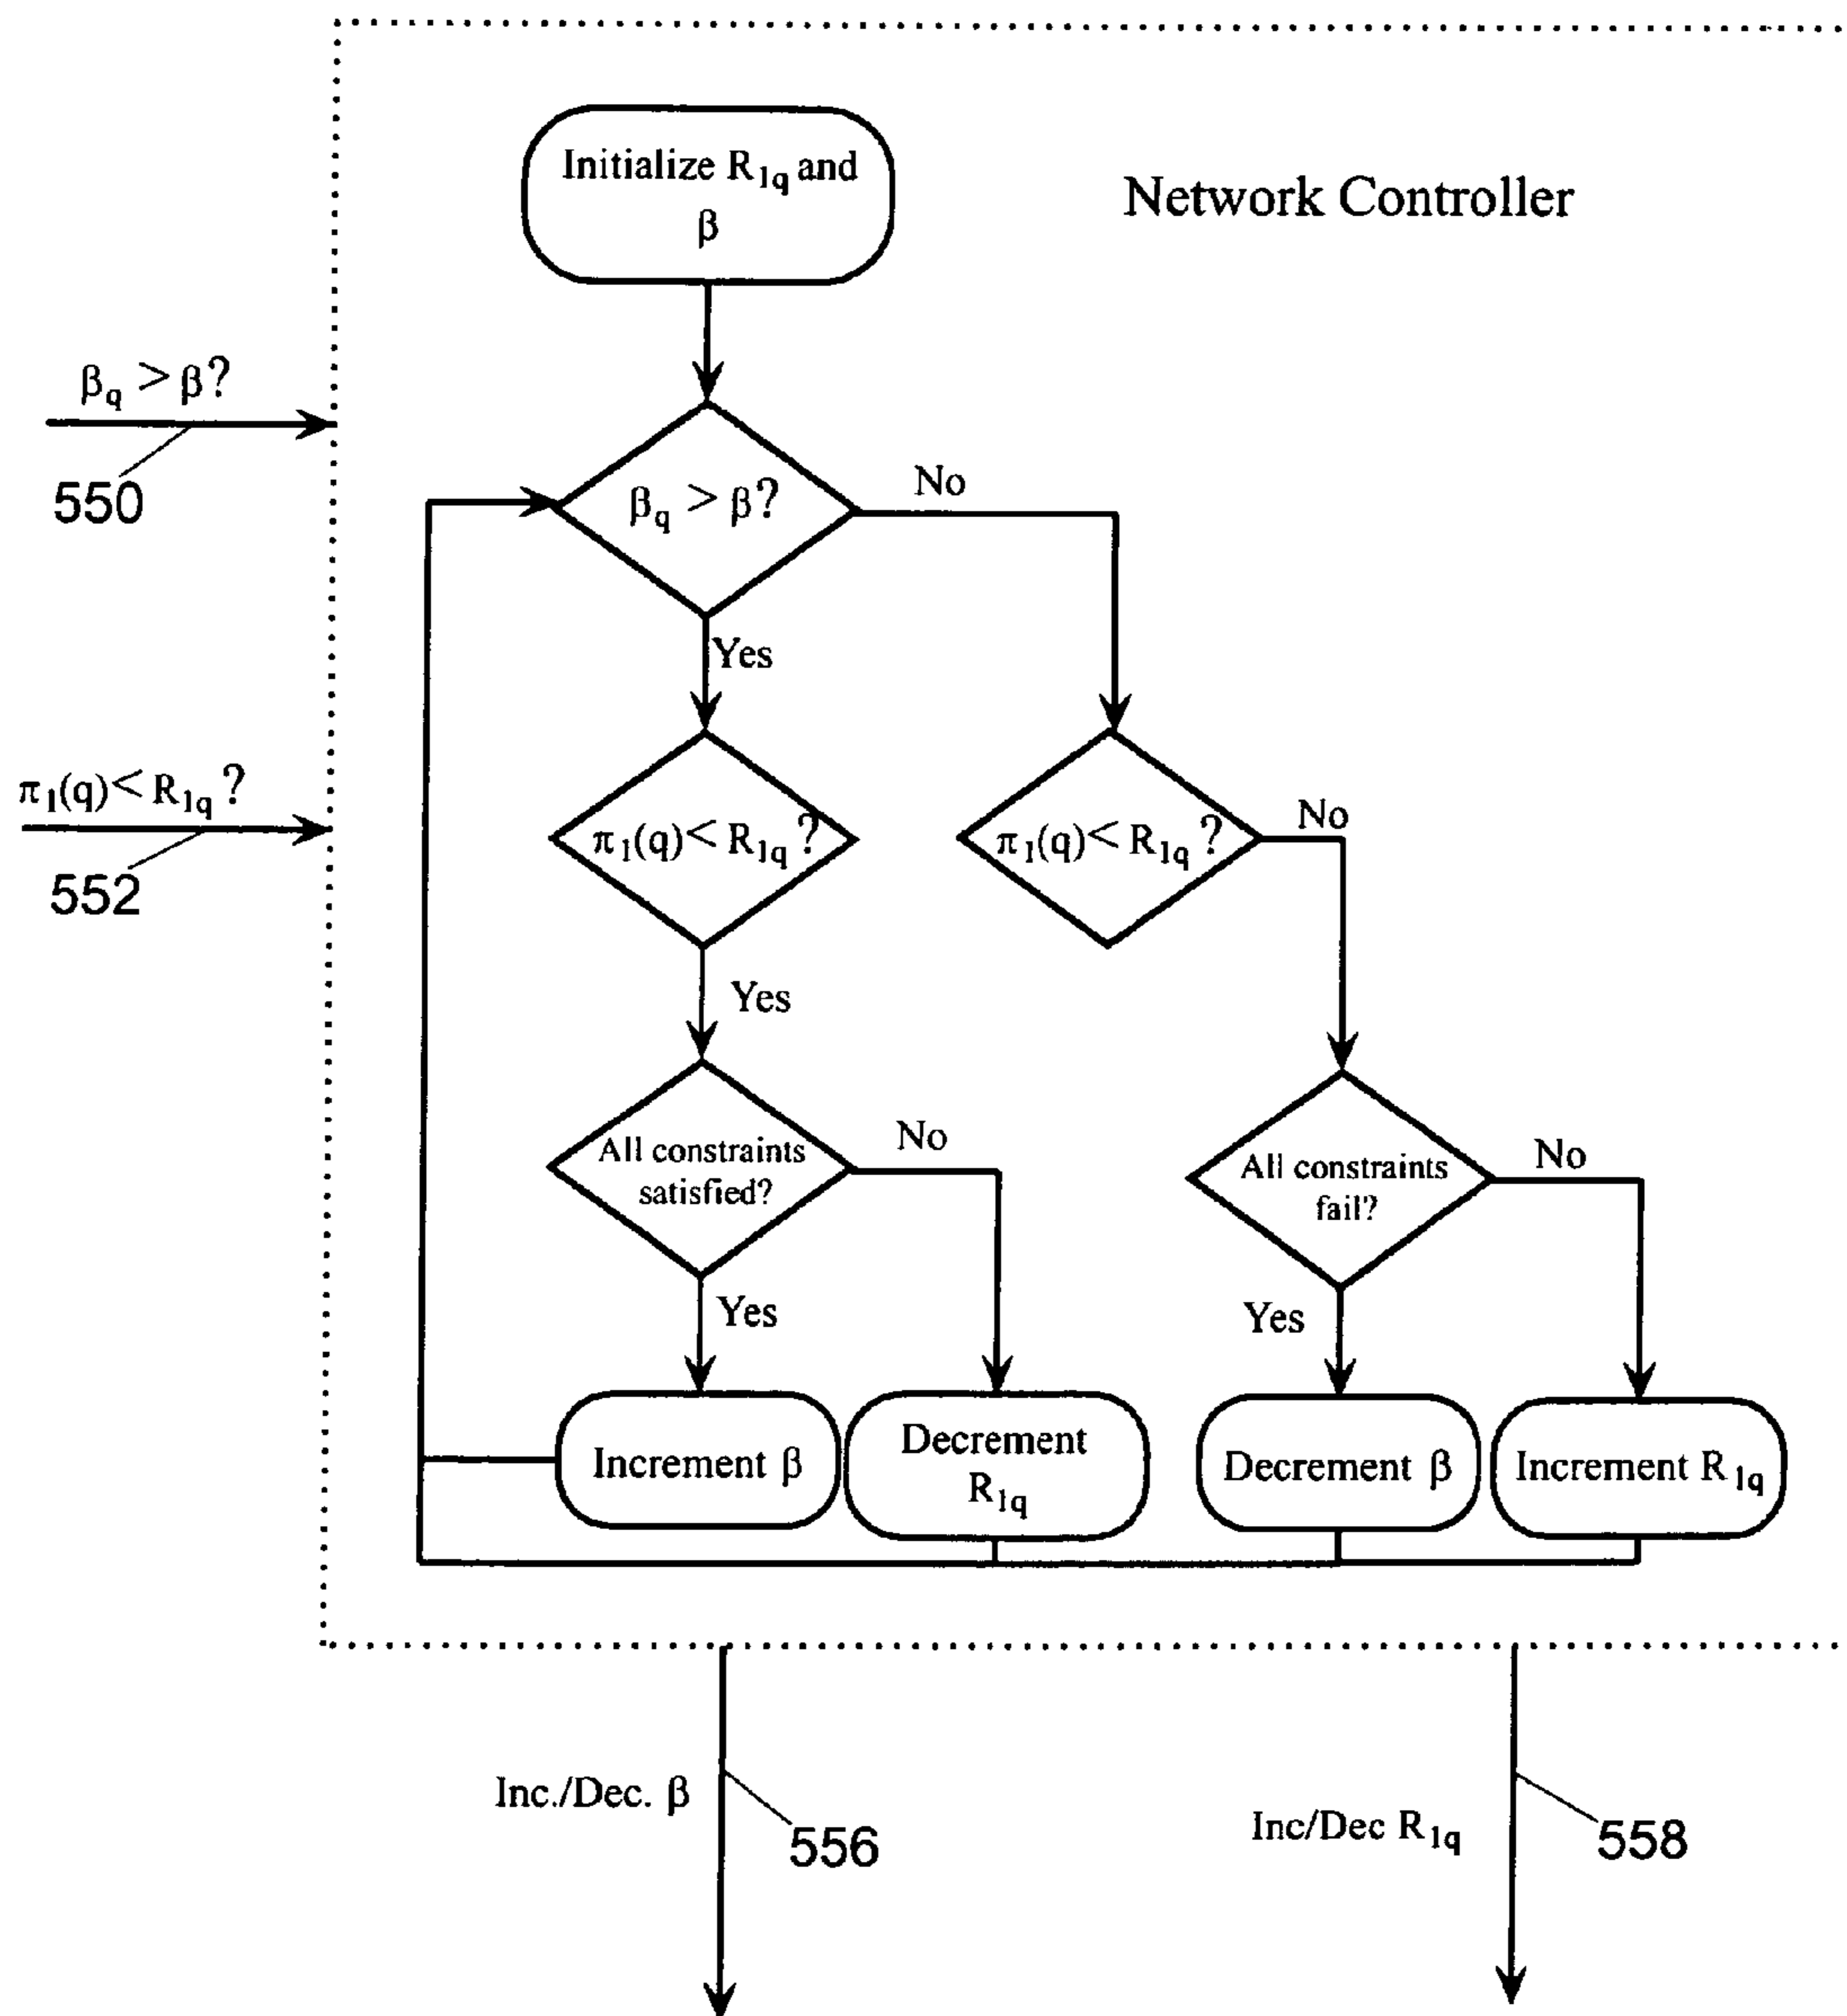 Initialize R₁q and
β
Network Controller
βq > β?
550
βq > β?
No
Yes
π₁(q) < R₁q ?
552
π₁(q) < R₁q ?
π₁(q) < R₁q ?
No
Yes
All constraints
satisfied?
No
All constraints
fail?
No
Yes
Yes
Increment β
Decrement
R₁q
Decrement β
Increment R₁q
Inc./Dec. β
556
Inc/Dec R₁q
558